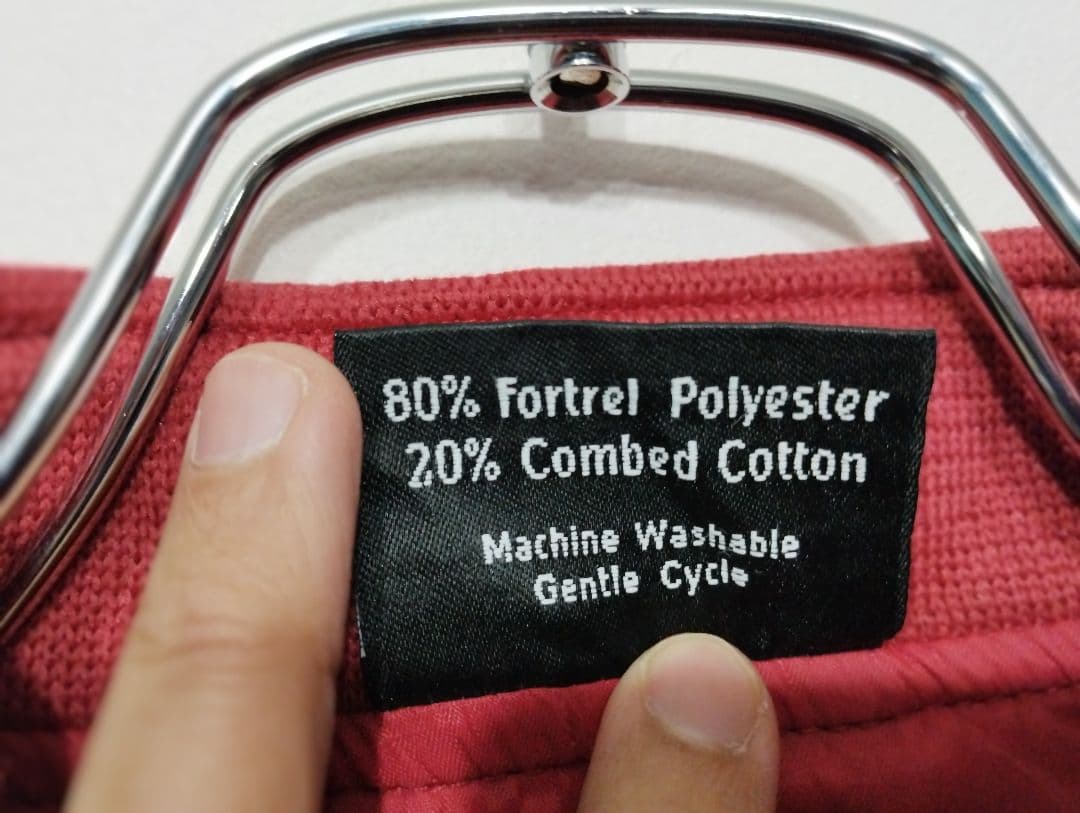 80% Fortrel Polyester
20% Combed Cotton
Machine Washable
Gentle Cycle